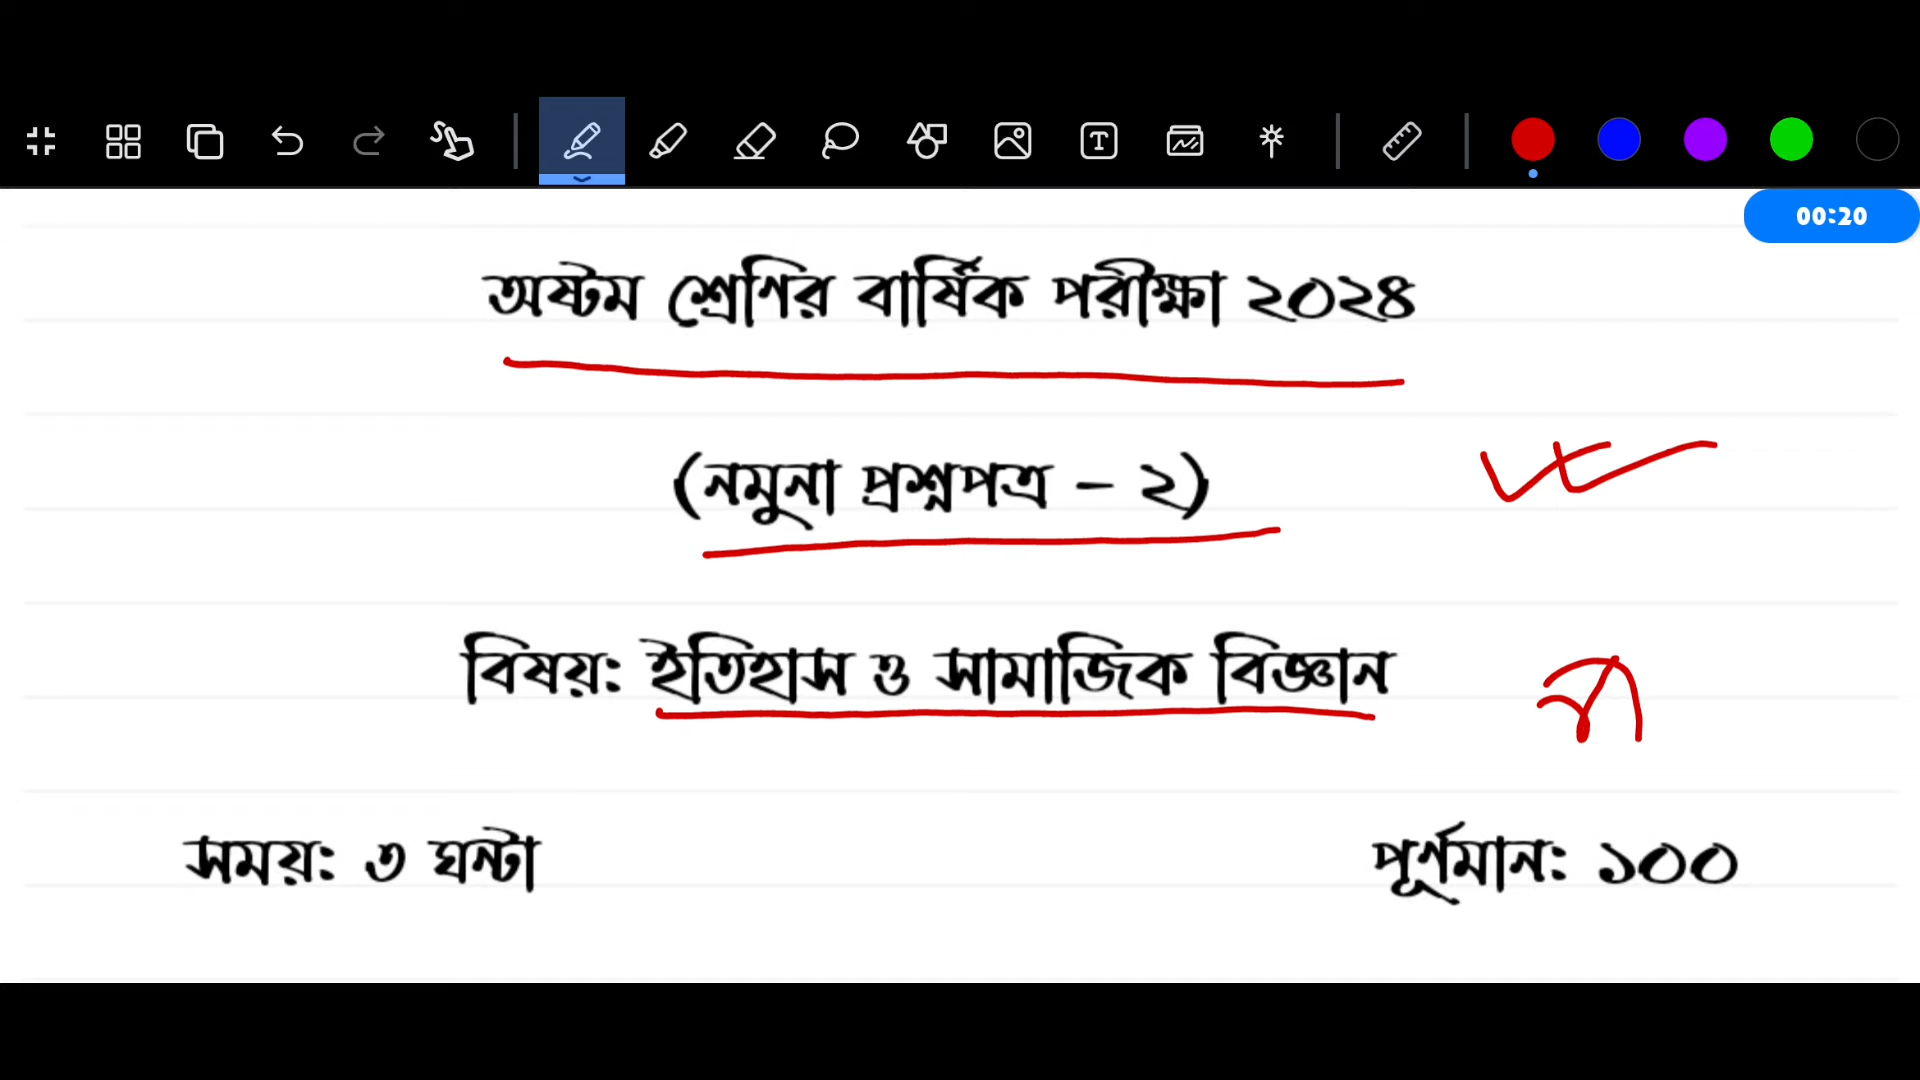 00:20
অষ্টম শ্রেণির বার্ষিক পরীক্ষা ২০২৪
(নমুনা প্রশ্নপত্র – ২)
বিষয়: ইতিহাস ও সামাজিক বিজ্ঞান
সময়: ৩ ঘন্টা
পূর্ণমান: ১০০